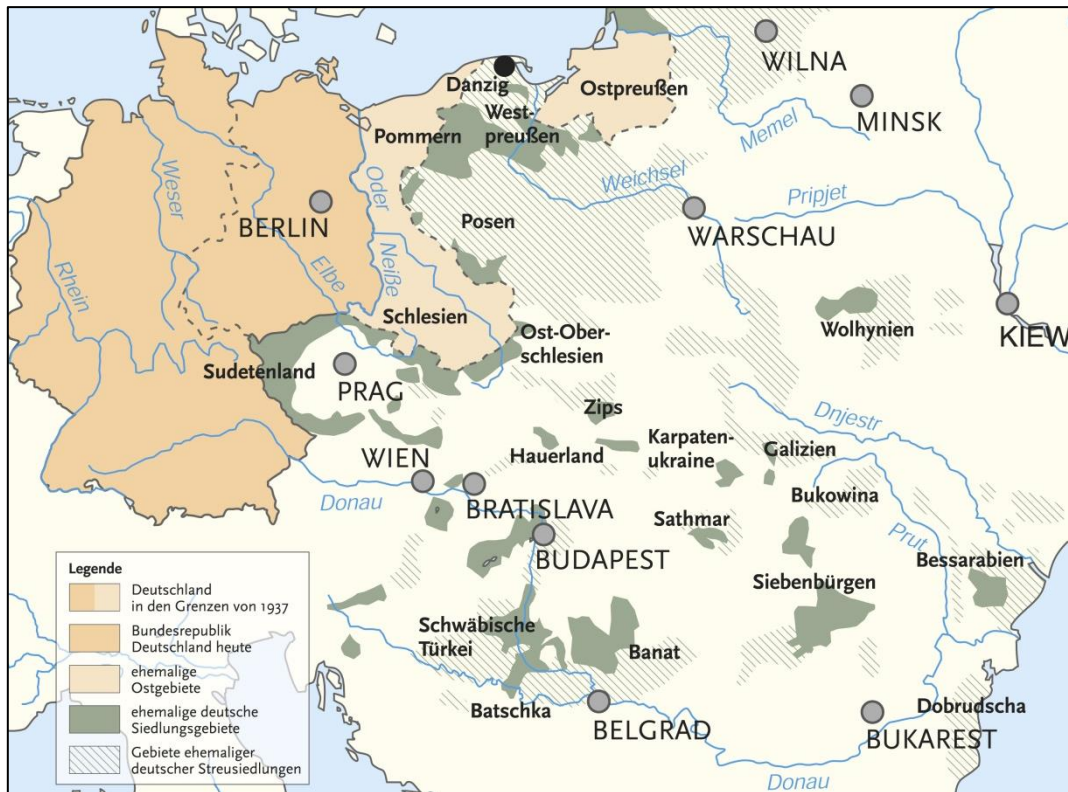 WILNA
Danzig
Ostpreußen
West-
preußen
MINSK
Pommern
Memel
Weser
Oder
Weichsel
Pripjet
BERLIN
Posen
WARSCHAU
Rhein
Elbe
Neiße
Schlesien
Ost-Ober-
schlesien
Wolhynien
KIEW
Sudetenland
PRAG
Zips
Dnjestr
Hauerland
Karpaten-
ukraine
Galizien
WIEN
Donau
BRATISLAVA
Bukowina
Sathmar
Prut
BUDAPEST
Bessarabien
Siebenbürgen
Schwäbische
Türkei
Banat
Batschka
BELGRAD
Dobrudscha
BUKAREST
Donau
Legende
Deutschland
in den Grenzen von 1937
Bundesrepublik
Deutschland heute
ehemalige
Ostgebiete
ehemalige deutsche
Siedlungsgebiete
Gebiete ehemaliger
deutscher Streusiedlungen